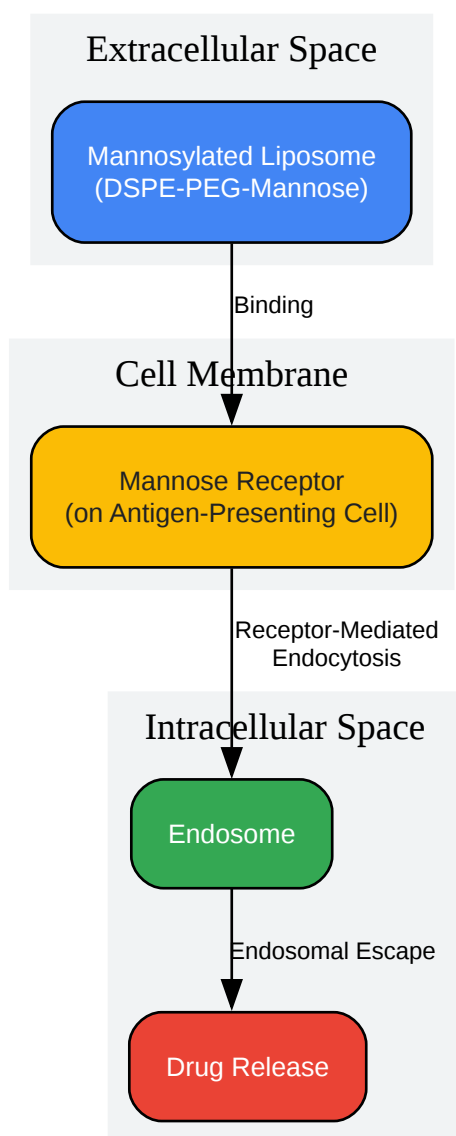 Extracellular Space
Mannosylated Liposome
(DSPE-PEG-Mannose)
Binding
Cell Membrane
Mannose Receptor
(on Antigen-Presenting Cell)
Receptor-Mediated
Endocytosis
Intracellular Space
Endosome
Endosomal Escape
Drug Release